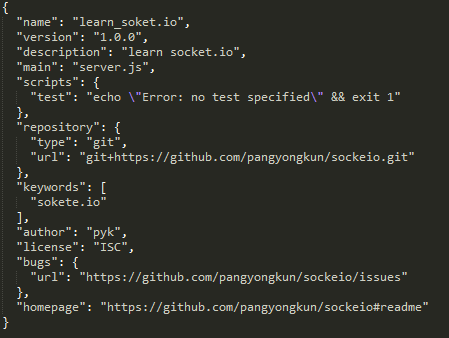 {
  "name": "learn_soket.io",
  "version": "1.0.0",
  "description": "learn socket.io",
  "main": "server.js",
  "scripts": {
    "test": "echo \"Error: no test specified\" && exit 1"
  },
  "repository": {
    "type": "git",
    "url": "git+https://github.com/pangyongkun/sockeio.git"
  },
  "keywords": [
    "sokete.io"
  ],
  "author": "pyk",
  "license": "ISC",
  "bugs": {
    "url": "https://github.com/pangyongkun/sockeio/issues"
  },
  "homepage": "https://github.com/pangyongkun/sockeio#readme"
}